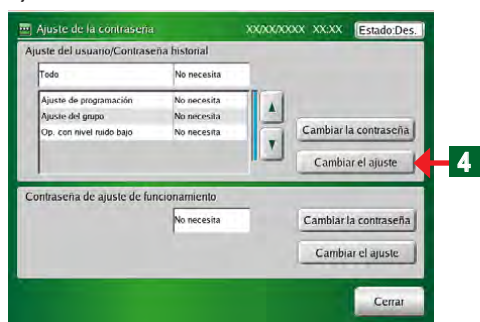 Ajuste de la contraseña XX/XX/XXXX XX:XX Estado:Des.
Ajuste del usuario/Contraseña historial
Todo No necesita
Ajuste de programación No necesita
Ajuste del grupo No necesita
Op. con nivel ruido bajo No necesita
Cambiar la contraseña
Cambiar el ajuste 4
Contraseña de ajuste de funcionamiento
No necesita Cambiar la contraseña
Cambiar el ajuste
Cerrar